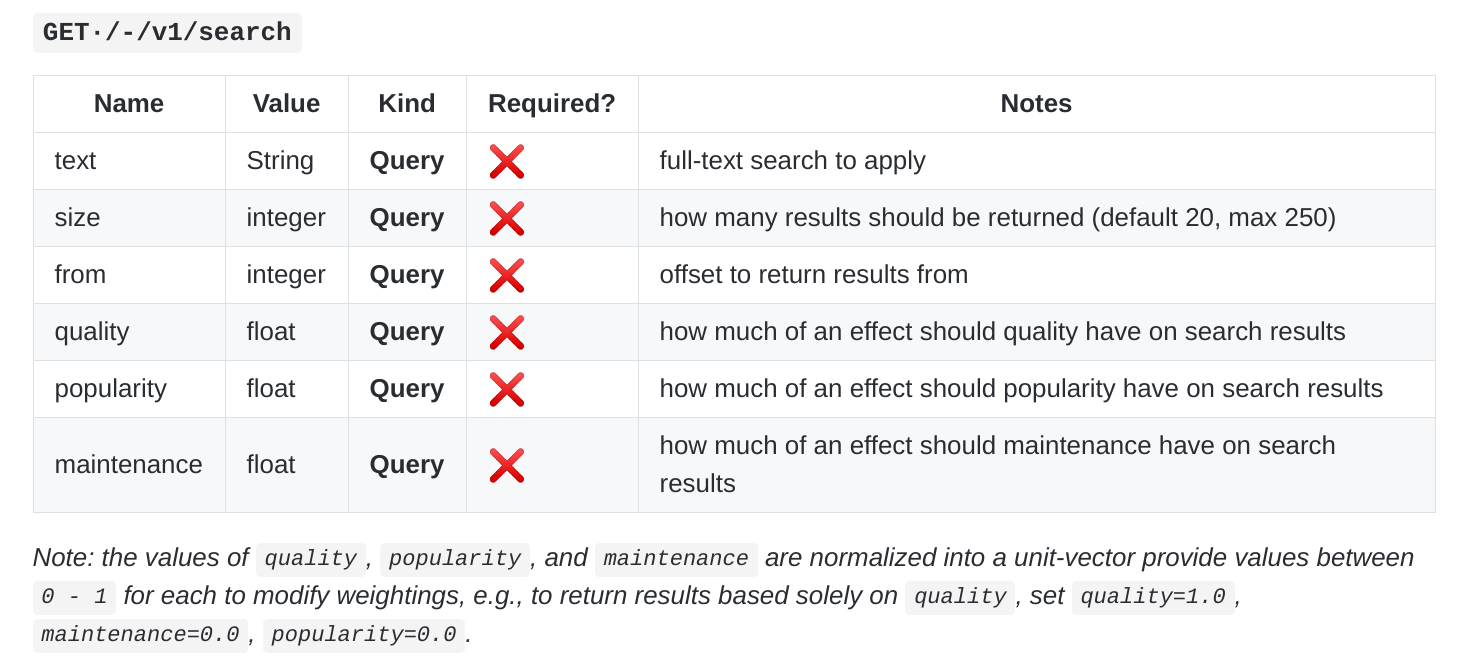 GET·/-/v1/search
Name Value Kind Required? Notes
text String Query ❌ full-text search to apply
size integer Query ❌ how many results should be returned (default 20, max 250)
from integer Query ❌ offset to return results from
quality float Query ❌ how much of an effect should quality have on search results
popularity float Query ❌ how much of an effect should popularity have on search results
maintenance float Query ❌ how much of an effect should maintenance have on search
results
Note: the values of quality, popularity, and maintenance are normalized into a unit-vector provide values between
0 - 1 for each to modify weightings, e.g., to return results based solely on quality, set quality=1.0,
maintenance=0.0, popularity=0.0.